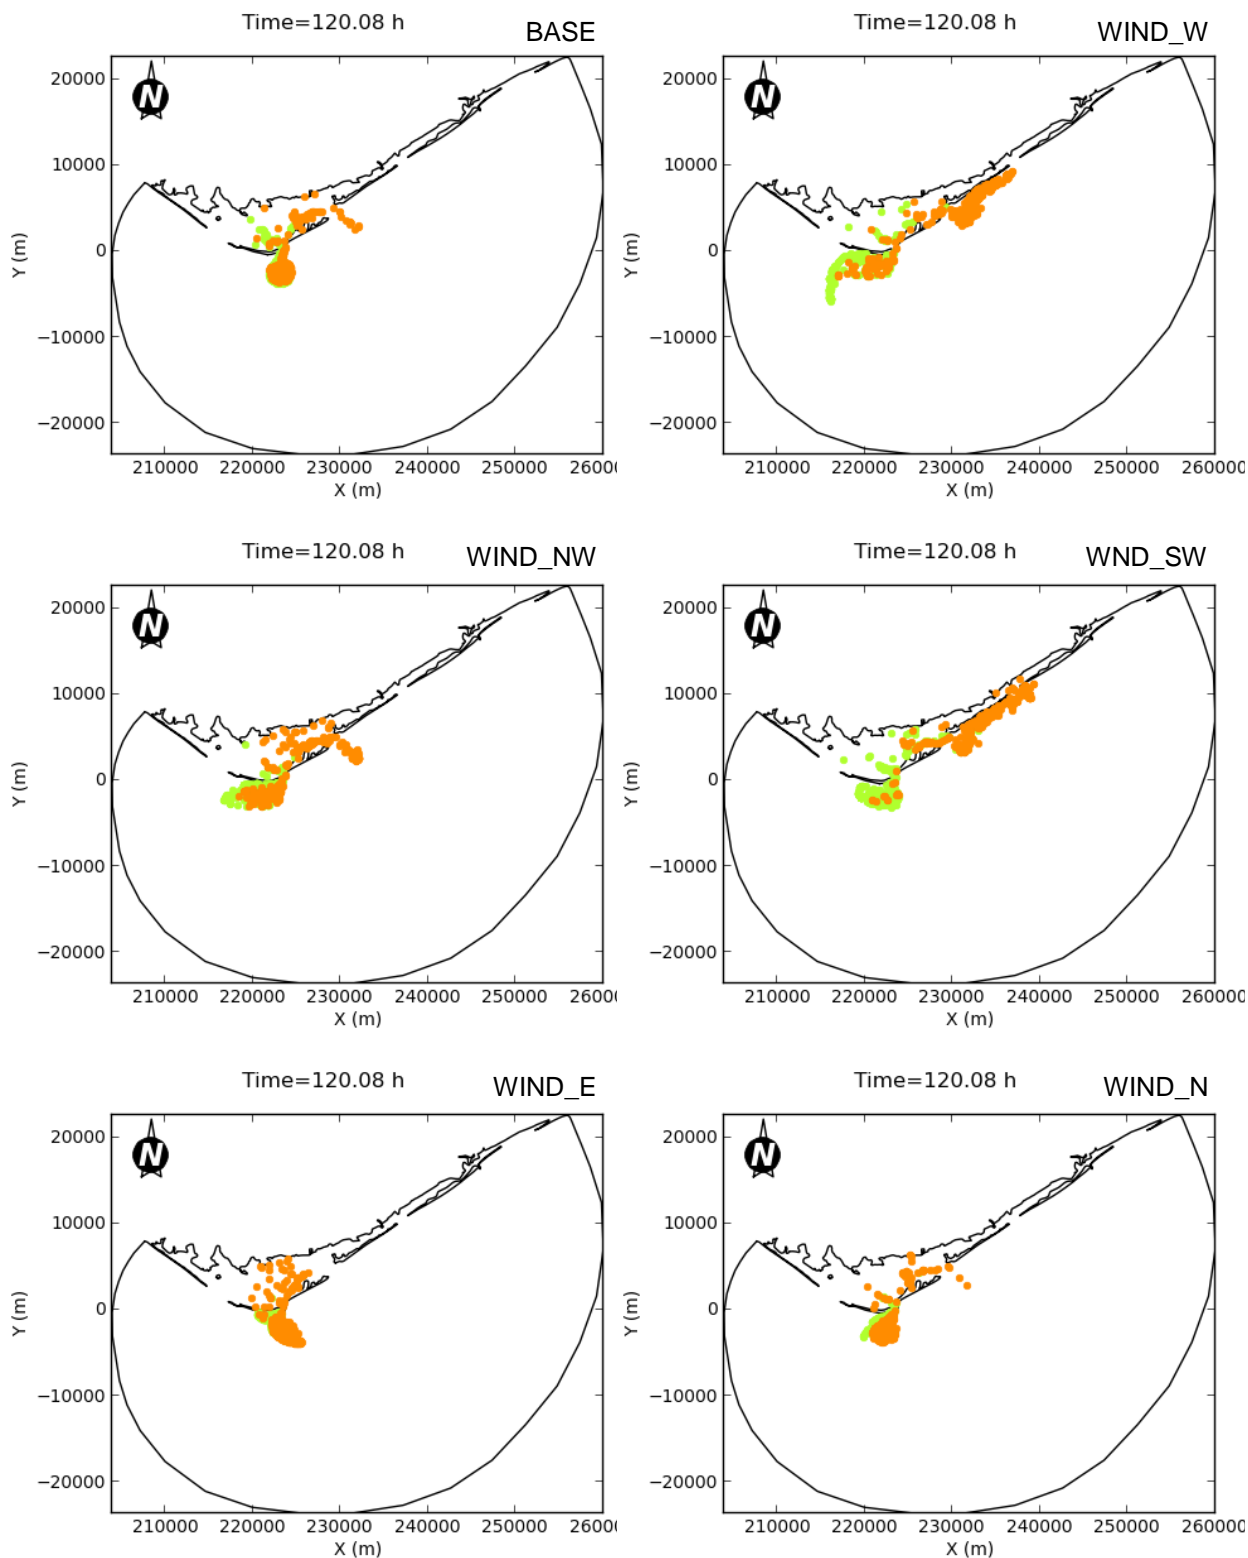 Time=120.08 h BASE
N
20000
10000
0
−10000
−20000
Y (m)
210000 220000 230000 240000 250000 26000
X (m)
Time=120.08 h WIND_W
N
20000
10000
0
−10000
−20000
Y (m)
210000 220000 230000 240000 250000 260000
X (m)
Time=120.08 h WIND_NW
N
20000
10000
0
−10000
−20000
Y (m)
210000 220000 230000 240000 250000 26000
X (m)
Time=120.08 h WND_SW
N
20000
10000
0
−10000
−20000
Y (m)
210000 220000 230000 240000 250000 260000
X (m)
Time=120.08 h WIND_E
N
20000
10000
0
−10000
−20000
Y (m)
210000 220000 230000 240000 250000 26000
X (m)
Time=120.08 h WIND_N
N
20000
10000
0
−10000
−20000
Y (m)
210000 220000 230000 240000 250000 260000
X (m)